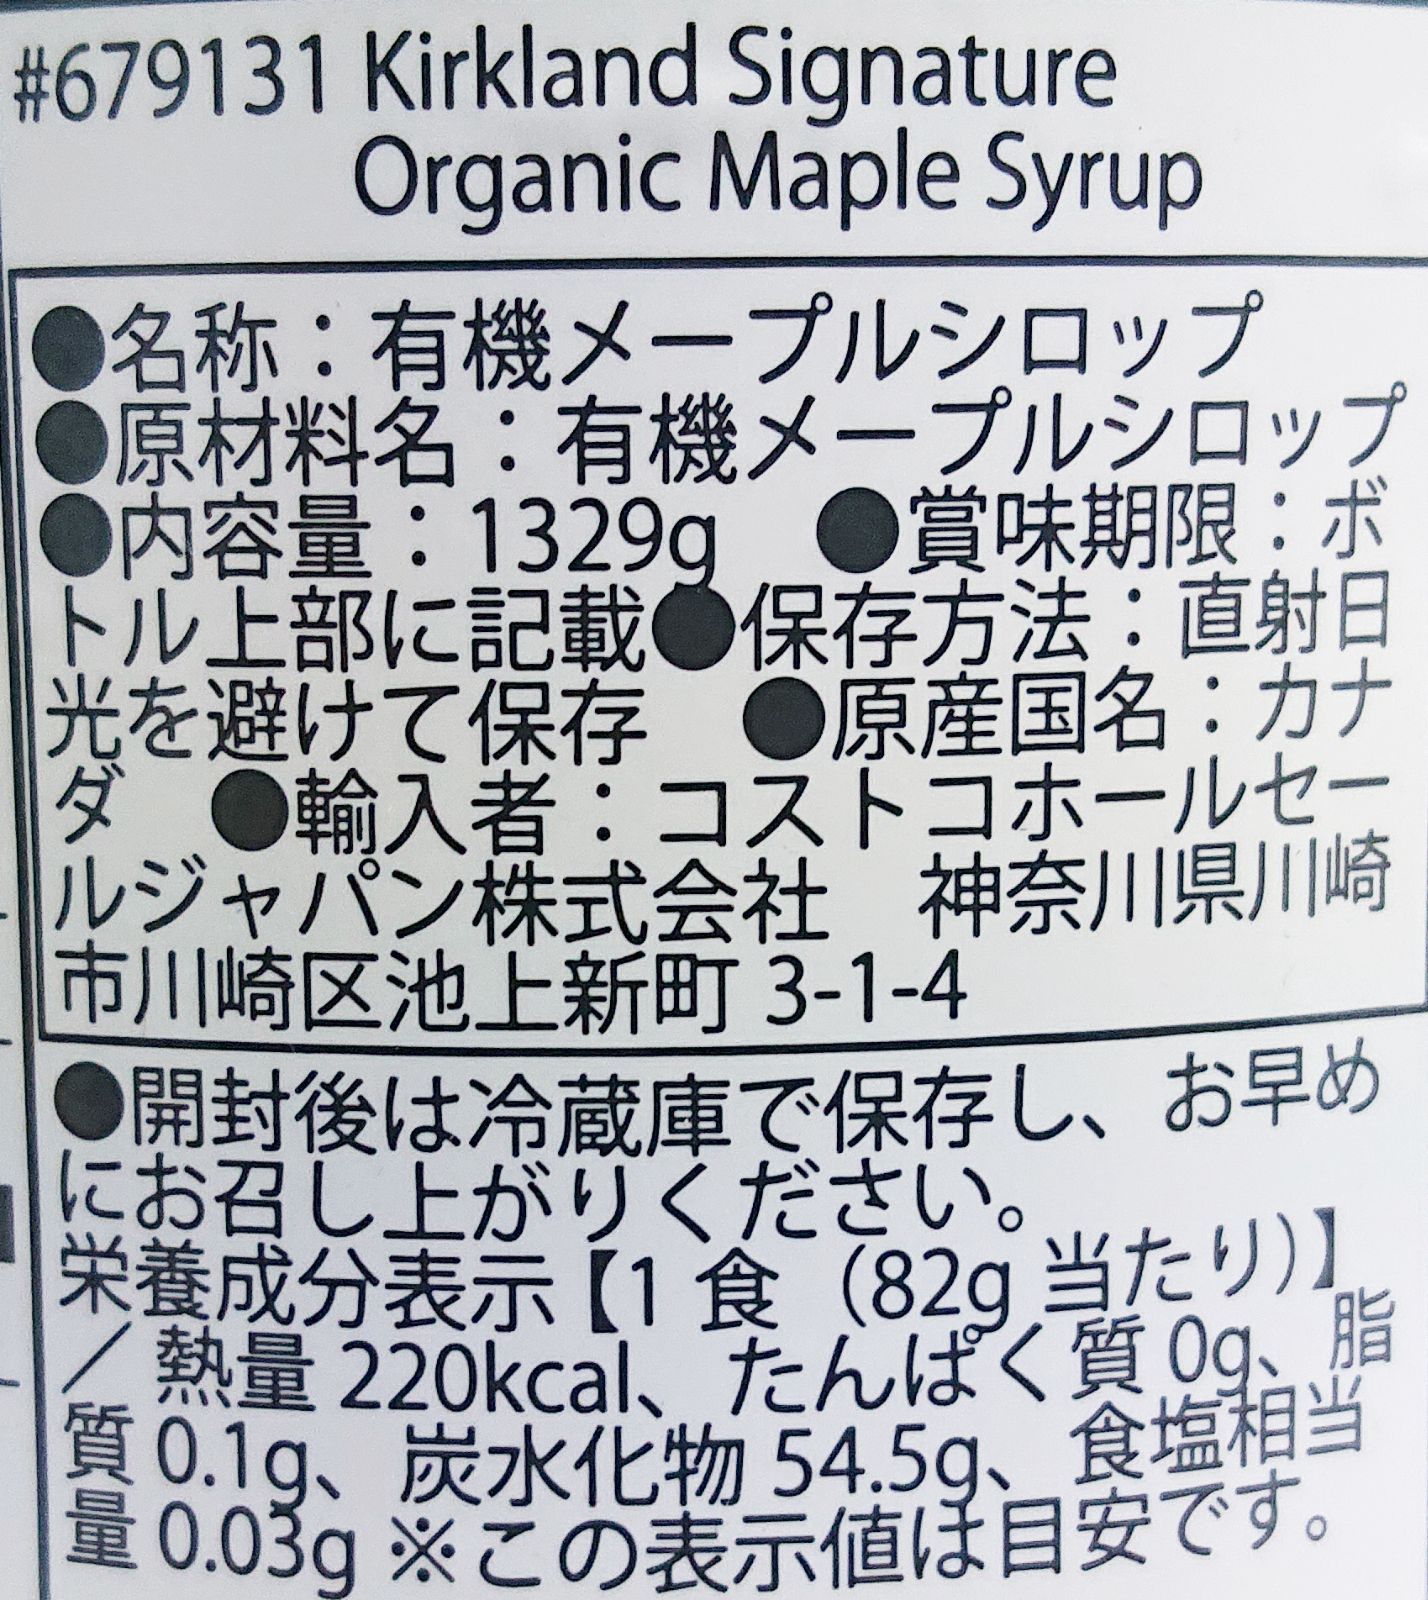 #679131 Kirkland Signature
Organic Maple Syrup
●名称：有機メープルシロップ
●原材料名：有機メープルシロップ
●内容量：1329g　●賞味期限：ボ
トル上部に記載●保存方法：直射日
光を避けて保存　●原産国名：カナ
ダ　●輸入者：コストコホールセー
ルジャパン株式会社　神奈川県川崎
市川崎区池上新町 3-1-4
●開封後は冷蔵庫で保存し、お早め
にお召し上がりください。
栄養成分表示【1 食（82g 当たり）】
／ 熱量 220kcal、たんぱく質 0g、脂
質 0.1g、炭水化物 54.5g、食塩相当
量 0.03g ※この表示値は目安です。